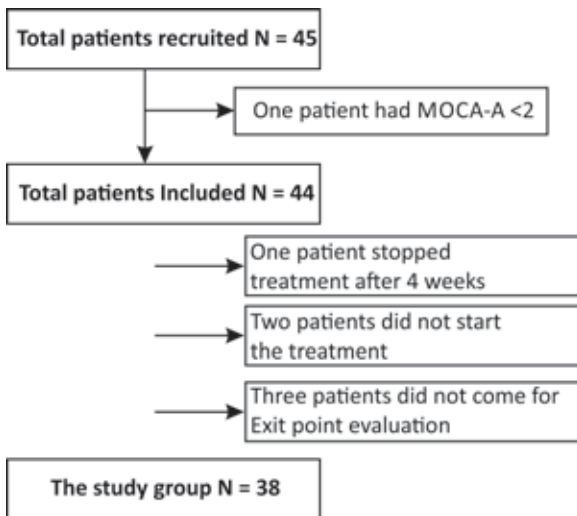 Total patients recruited N = 45
One patient had MOCA-A <2
Total patients Included N = 44
One patient stopped
treatment after 4 weeks
Two patients did not start
the treatment
Three patients did not come for
Exit point evaluation
The study group N = 38